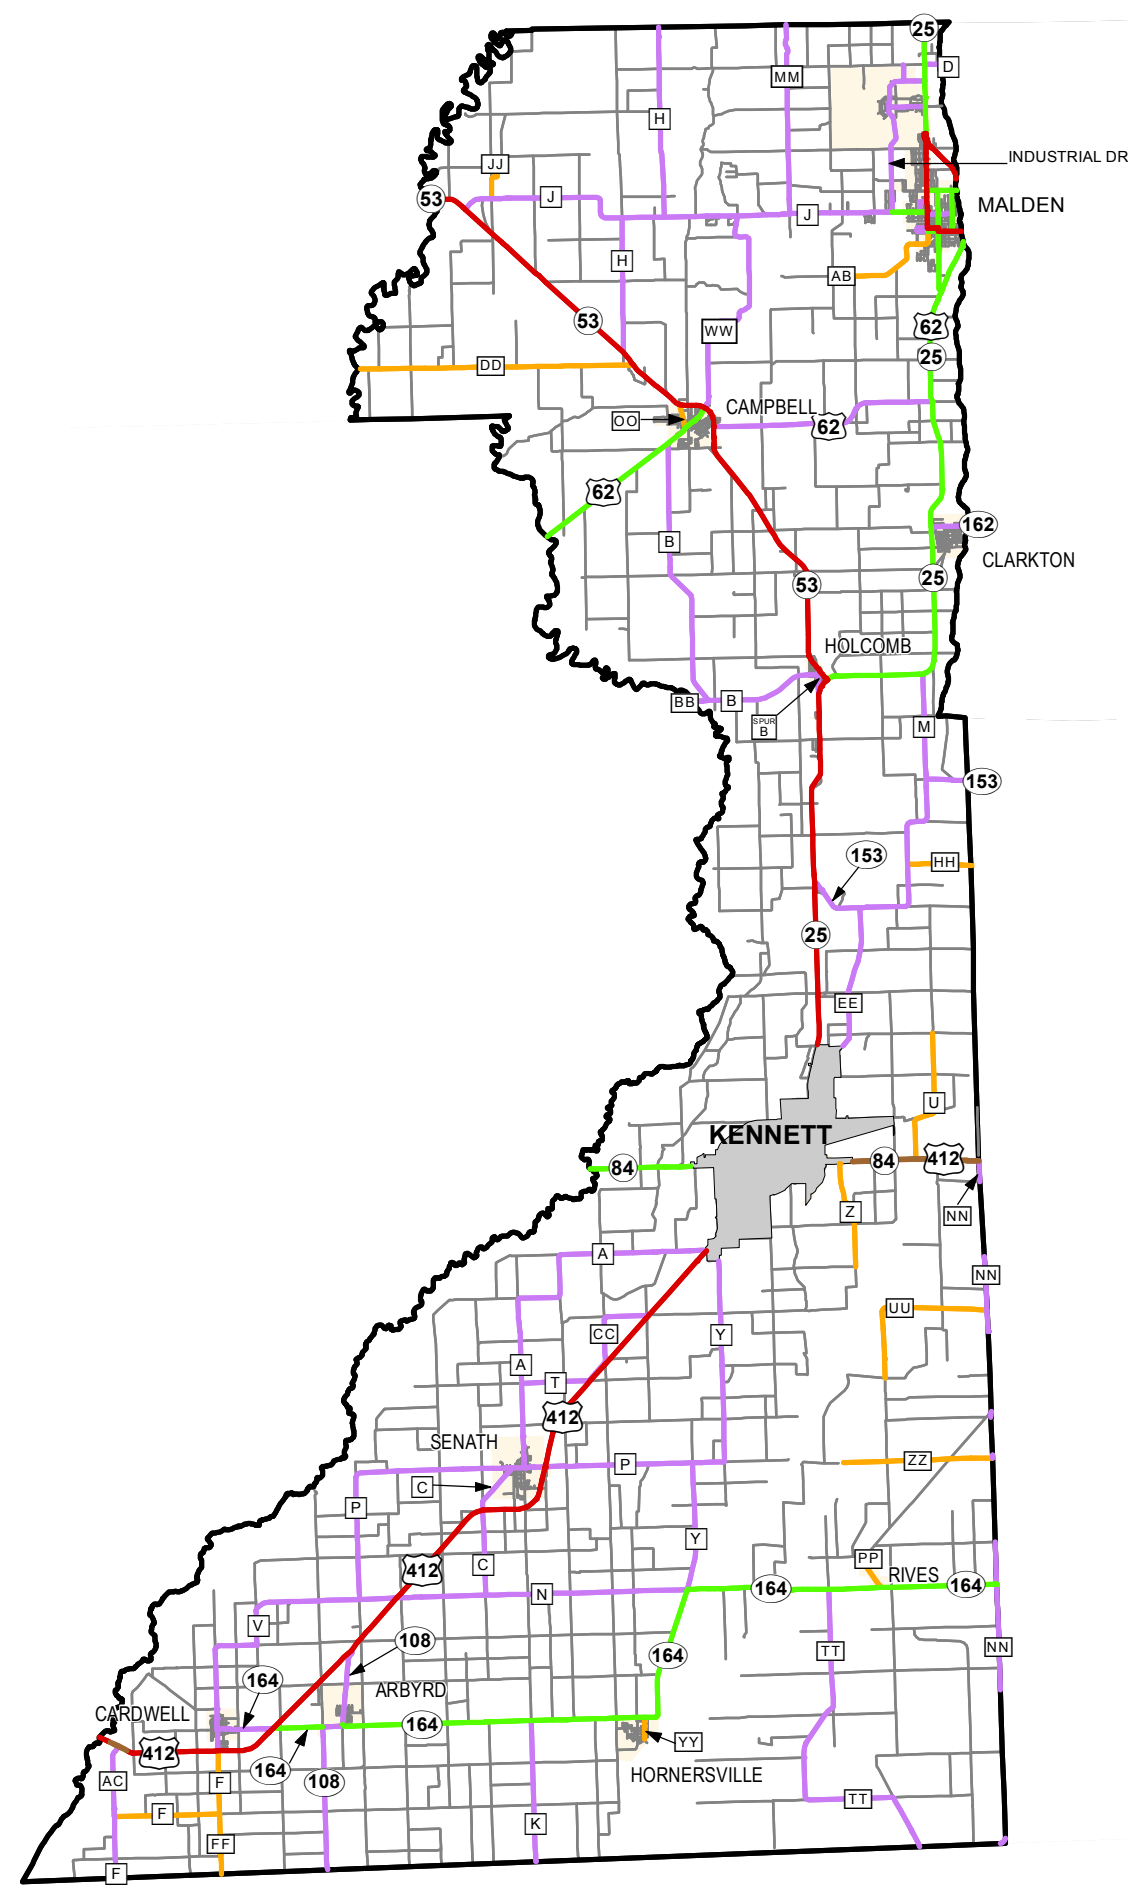 25
D
MM
H
INDUSTRIAL DR
JJ
53
J
MALDEN
J
H
AB
53
62
WW
25
DD
CAMPBELL
OO
62
62
162
B
CLARKTON
25
53
HOLCOMB
BB
B
SPUR
B
M
153
153
HH
25
EE
U
KENNETT
84
84
412
Z
NN
A
NN
UU
CC
Y
A
T
412
SENATH
P
ZZ
C
P
Y
PP
C
412
RIVES
164
164
N
V
108
NN
TT
164
164
ARBYRD
CARDWELL
164
412
YY
164
108
HORNERSVILLE
AC
F
TT
F
K
FF
F